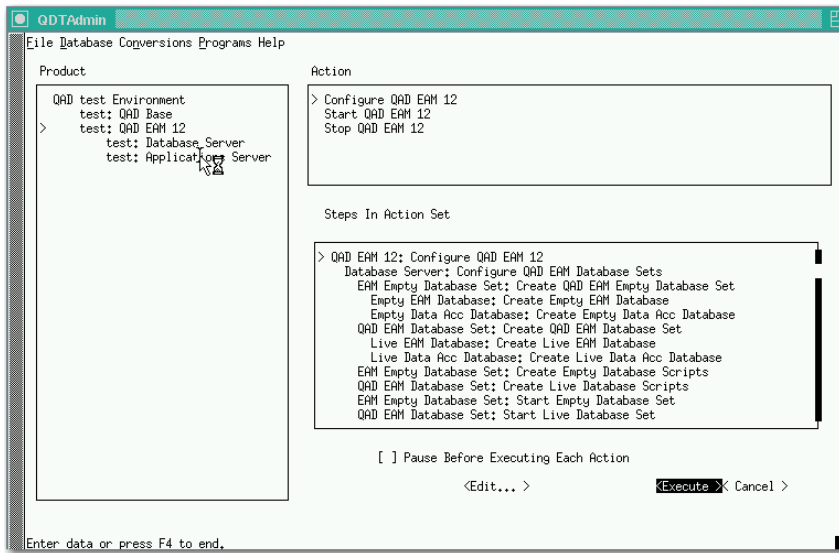 QDTAdmin
File Database Conversions Programs Help
Product
QAD test Environment
test: QAD Base
> test: QAD EAM 12
test: Database Server
test: Applications Server
Action
> Configure QAD EAM 12
Start QAD EAM 12
Stop QAD EAM 12
Steps In Action Set
> QAD EAM 12: Configure QAD EAM 12
Database Server: Configure QAD EAM Database Sets
EAM Empty Database Set: Create QAD EAM Empty Database Set
Empty EAM Database: Create Empty EAM Database
Empty Data Acc Database: Create Empty Data Acc Database
QAD EAM Database Set: Create QAD EAM Database Set
Live EAM Database: Create Live EAM Database
Live Data Acc Database: Create Live Data Acc Database
EAM Empty Database Set: Create Empty Database Scripts
QAD EAM Database Set: Create Live Database Scripts
EAM Empty Database Set: Start Empty Database Set
QAD EAM Database Set: Start Live Database Set
[ ] Pause Before Executing Each Action
<Edit... > <Execute >< Cancel >
Enter data or press F4 to end.